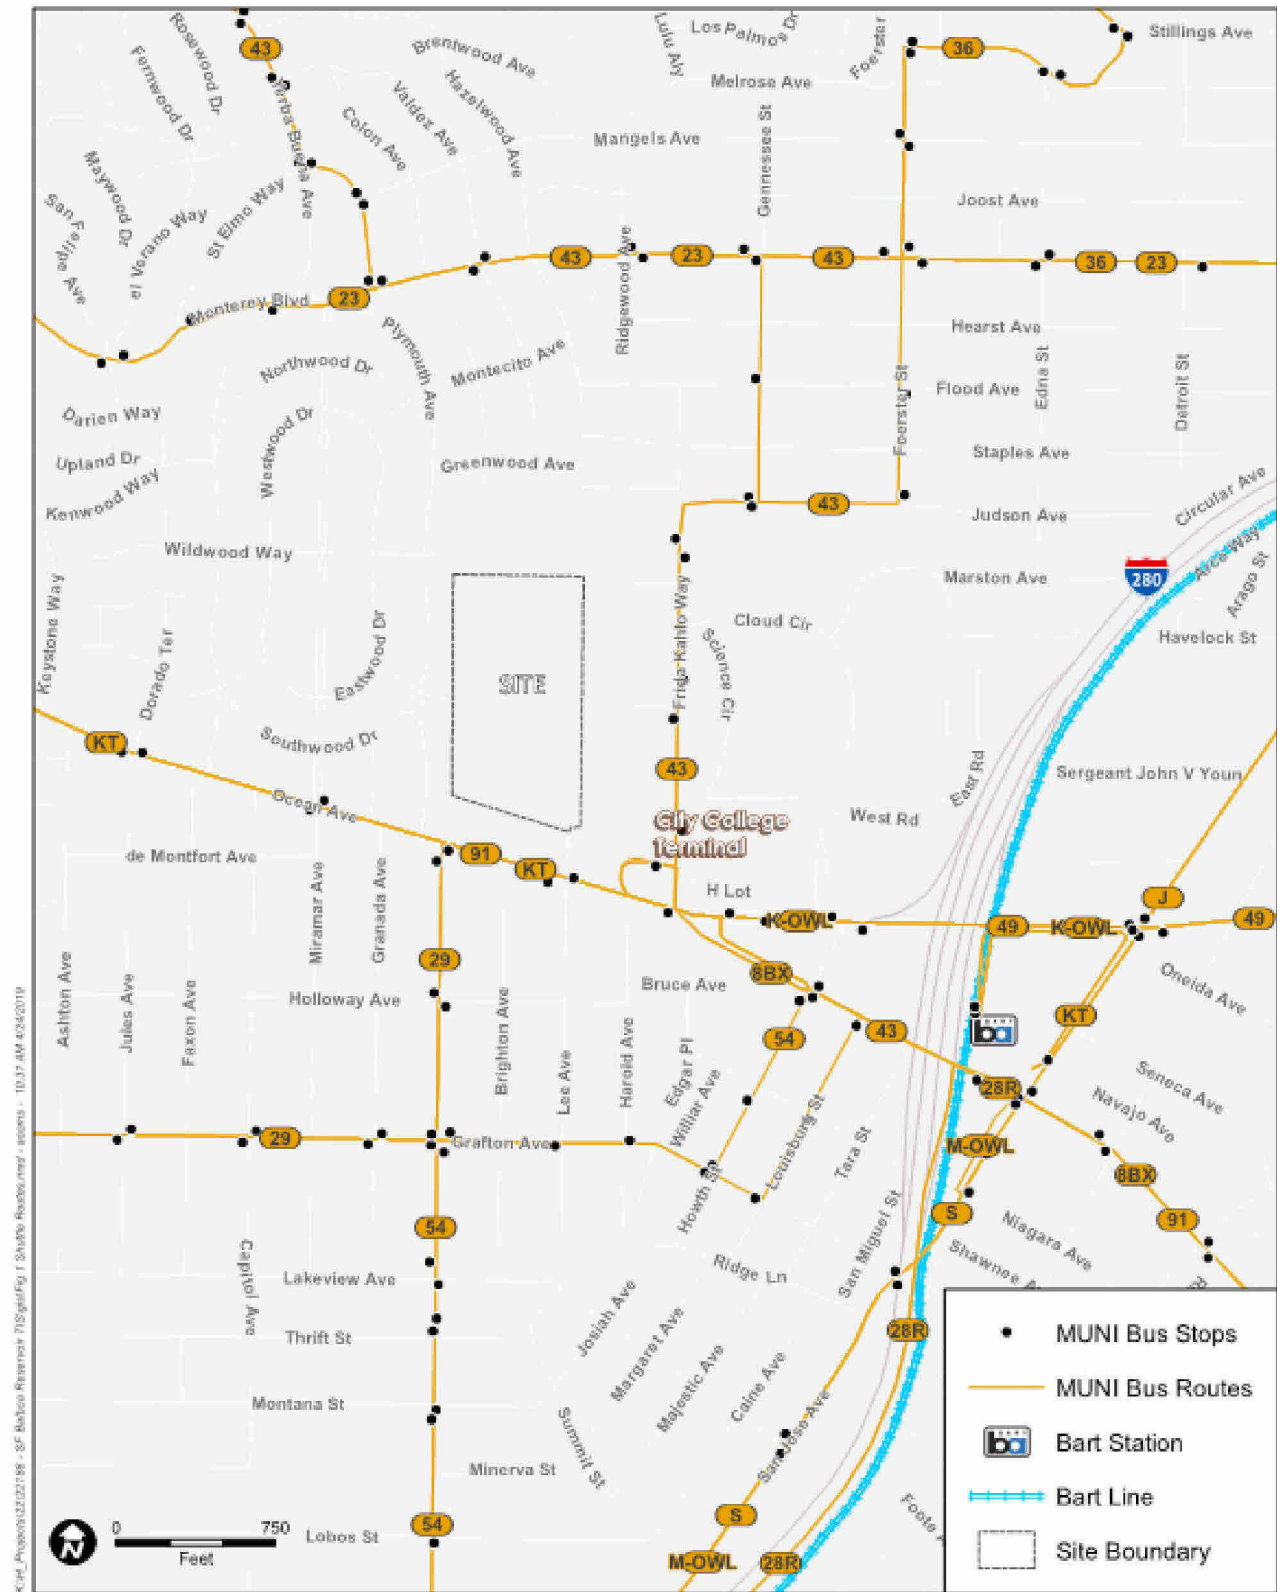 Stillings Ave
Los Palmos Dr
Lulu Aly
Foerster
Rosewood Dr
43
Brentwood Ave
36
Fernwood Dr
Hazelwood Ave
Valdez Ave
Melrose Ave
Yerba Buena Ave
Colon Ave
Mangels Ave
Gennessee St
Maywood Dr
St Elmo Way
San Felipe Ave
El Verano Way
Joost Ave
Ridgewood Ave
43
23
43
36
23
Monterey Blvd
23
Hearst Ave
Plymouth Ave
Northwood Dr
Montecito Ave
Edna St
Detroit St
Flood Ave
Foerster St
Darien Way
Westwood Dr
Upland Dr
Greenwood Ave
Staples Ave
Kenwood Way
Circular Ave
43
Judson Ave
Wildwood Way
280
Marston Ave
Arago St
Keystone Way
Frida Kahlo Way
Cloud Cir
Science Cir
Havelock St
Dorado Ter
Eastwood Dr
SITE
KT
Southwood Dr
43
East Rd
Sergeant John V Youn
Ocean Ave
City College
Terminal
West Rd
de Montfort Ave
91
KT
H Lot
J
Miramar Ave
Granada Ave
K-OWL
49
K-OWL
49
29
8BX
Ashton Ave
Jules Ave
Faxon Ave
Holloway Ave
Bruce Ave
Oneida Ave
Brighton Ave
Lee Ave
Harold Ave
Edgar Pl
Williar Ave
54
43
KT
ba
28R
Seneca Ave
Navajo Ave
29
Grafton Ave
Louisburg St
Tara St
M-OWL
8BX
Howth St
54
S
91
San Miguel St
Niagara Ave
Shawnee A
Capitol Ave
Lakeview Ave
Ridge Ln
Thrift St
Josiah Ave
Margaret Ave
28R
Majestic Ave
Caine Ave
Montana St
San Jose Ave
Summit St
Minerva St
Foote
54
S
Lobos St
M-OWL
28R
N
0
750
Feet
MUNI Bus Stops
MUNI Bus Routes
ba
Bart Station
Bart Line
Site Boundary